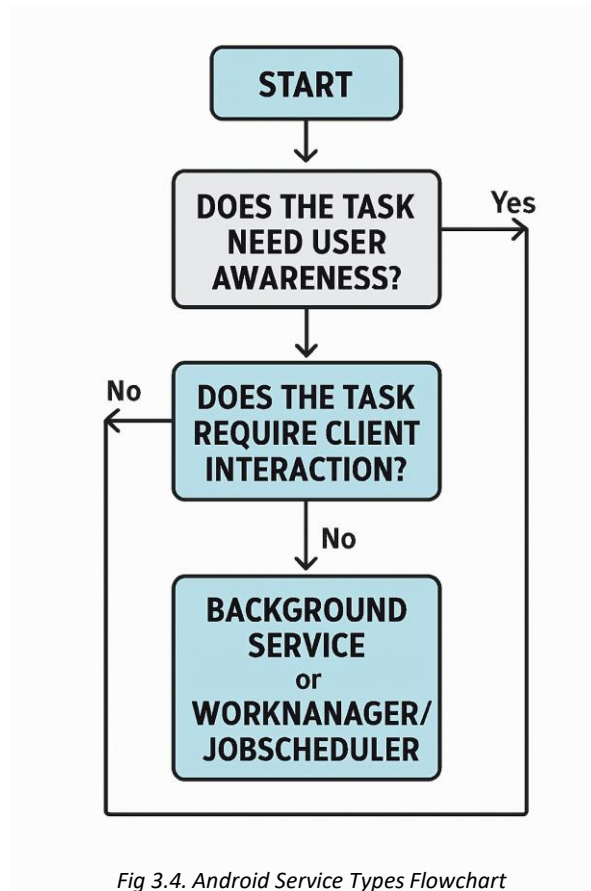 START
DOES THE TASK
NEED USER
AWARENESS?
Yes
No
DOES THE TASK
REQUIRE CLIENT
INTERACTION?
No
BACKGROUND
SERVICE
or
WORKNANAGER/
JOBSCHEDULER
Fig 3.4. Android Service Types Flowchart